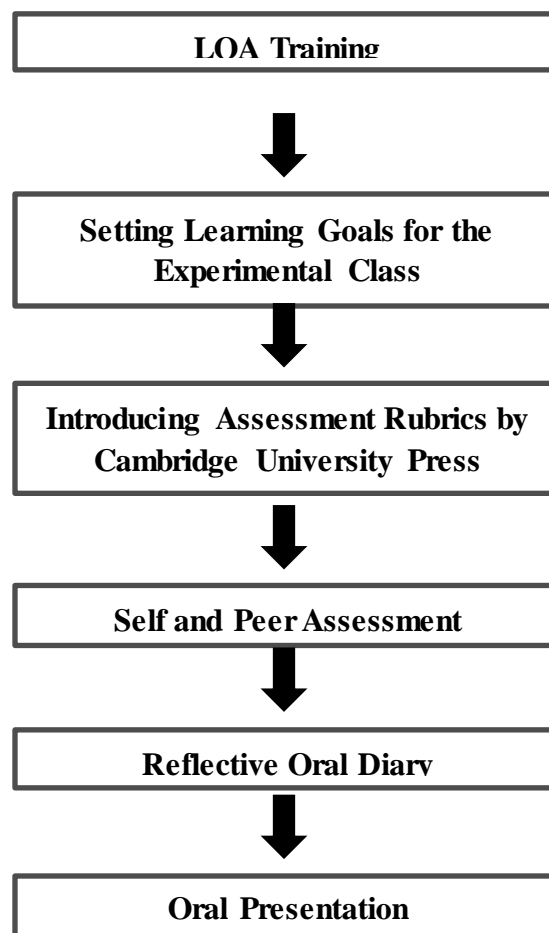 LOA Training
Setting Learning Goals for the
Experimental Class
Introducing Assessment Rubrics by
Cambridge University Press
Self and Peer Assessment
Reflective Oral Diary
Oral Presentation